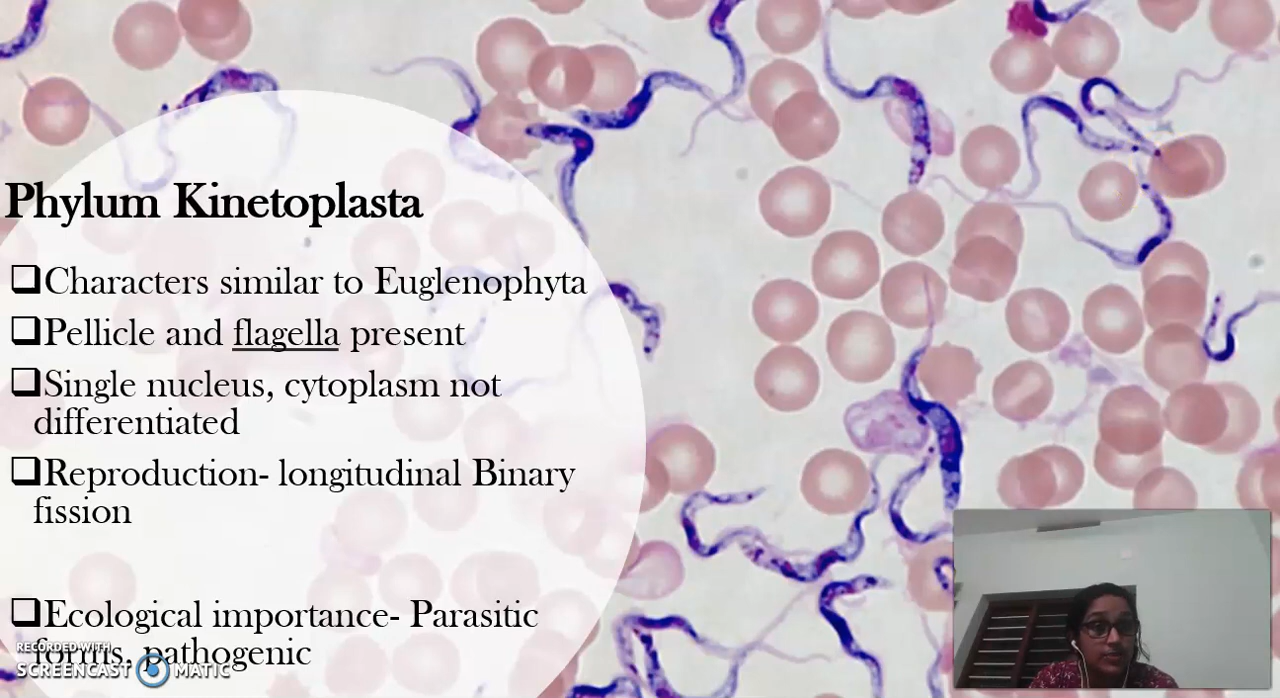 Phylum Kinetoplasta
❑Characters similar to Euglenophyta
❑Pellicle and flagella present
❑Single nucleus, cytoplasm not
differentiated
❑Reproduction- longitudinal Binary
fission
❑Ecological importance- Parasitic
forms, pathogenic
RECORDED WITH
SCREENCAST MATIC